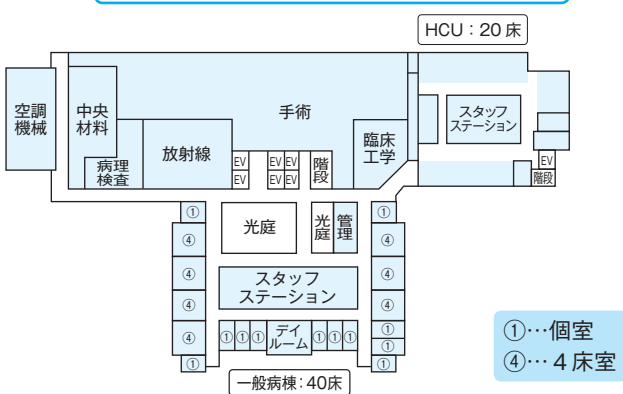 HCU:20床
空調
機械
中央
材料
手術
スタッフ
ステーション
放射線
臨床
工学
病理
検査
EV
EV
EV EV
EV EV
階
段
EV
階段
①
④
④
④
④
①
光庭
光
庭
管
理
①
④
④
④
①
①
①
スタッフ
ステーション
①①①
デイ
ルーム
①①①
一般病棟:40床
①…個室
④…4床室